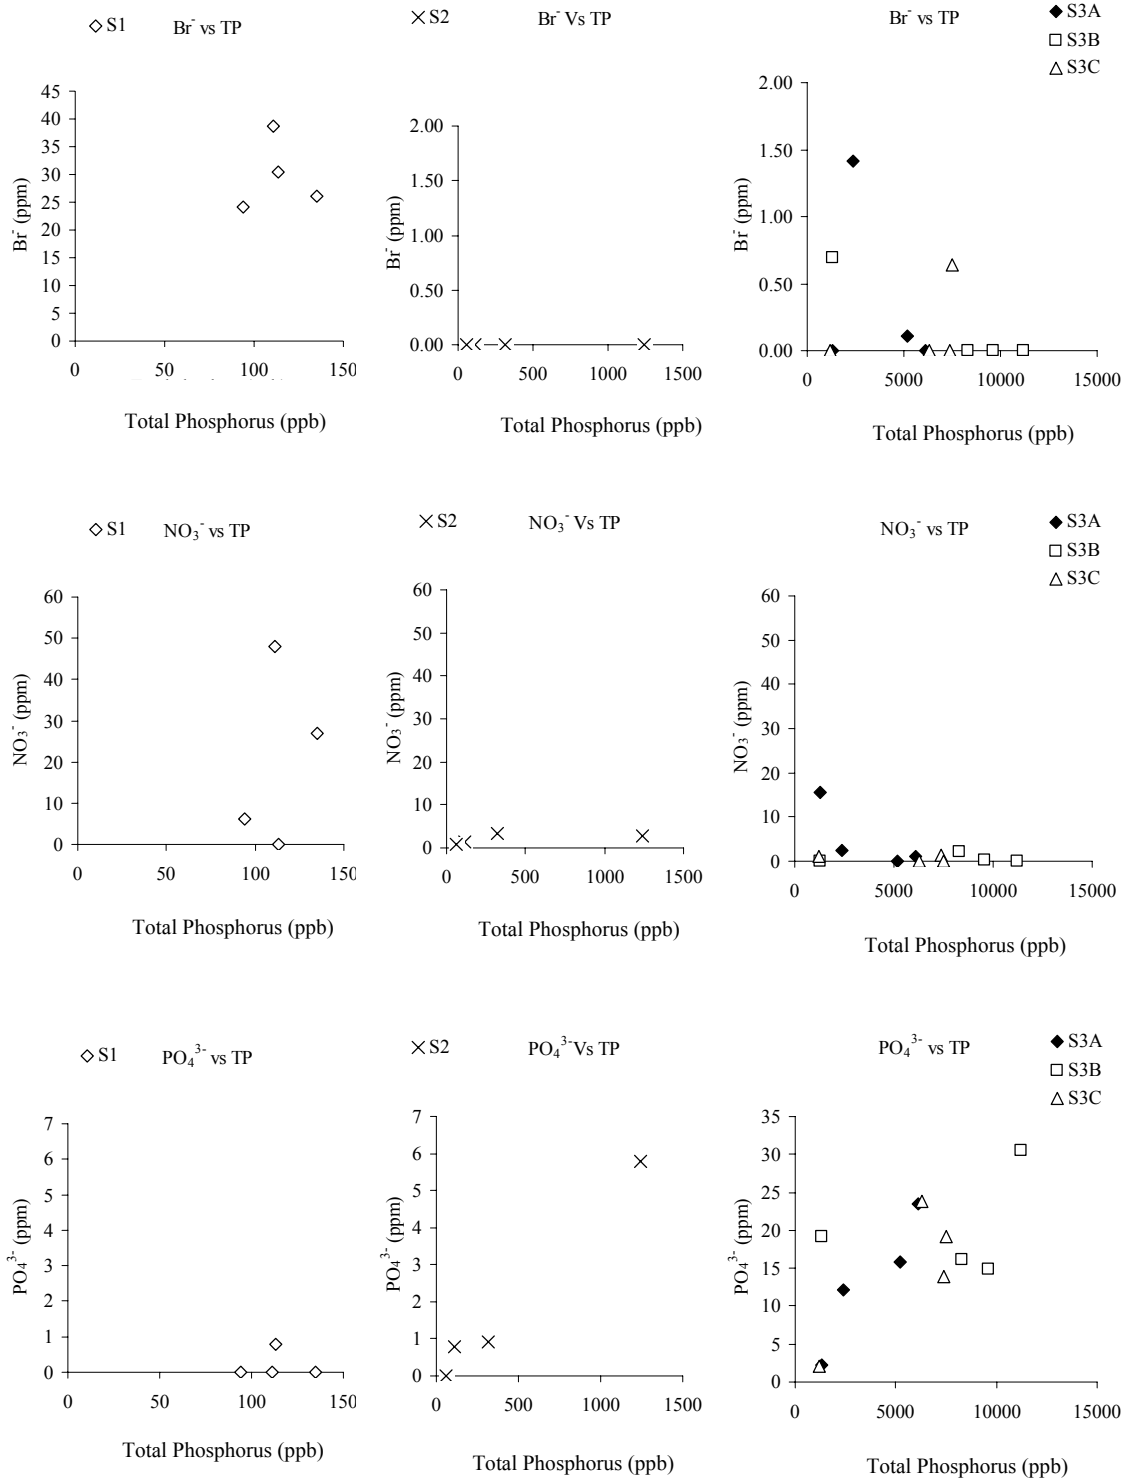 S1 Br⁻ vs TP
45
40
35
30
25
20
15
10
5
0
0 50 100 150
Br⁻ (ppm)
Total Phosphorus (ppb)
S2 Br⁻ Vs TP
2.00
1.50
1.00
0.50
0.00
0 500 1000 1500
Br⁻ (ppm)
Total Phosphorus (ppb)
Br⁻ vs TP
S3A
S3B
S3C
2.00
1.50
1.00
0.50
0.00
0 5000 10000 15000
Br⁻ (ppm)
Total Phosphorus (ppb)
S1 NO₃⁻ vs TP
60
50
40
30
20
10
0
0 50 100 150
NO₃⁻ (ppm)
Total Phosphorus (ppb)
S2 NO₃⁻ Vs TP
60
50
40
30
20
10
0
0 500 1000 1500
NO₃⁻ (ppm)
Total Phosphorus (ppb)
NO₃⁻ vs TP
S3A
S3B
S3C
60
50
40
30
20
10
0
0 5000 10000 15000
NO₃⁻ (ppm)
Total Phosphorus (ppb)
S1 PO₄³⁻ vs TP
7
6
5
4
3
2
1
0
0 50 100 150
PO₄³⁻ (ppm)
Total Phosphorus (ppb)
S2 PO₄³⁻Vs TP
7
6
5
4
3
2
1
0
0 500 1000 1500
PO₄³⁻ (ppm)
Total Phosphorus (ppb)
PO₄³⁻ vs TP
S3A
S3B
S3C
35
30
25
20
15
10
5
0
0 5000 10000 15000
PO₄³⁻ (ppm)
Total Phosphorus (ppb)